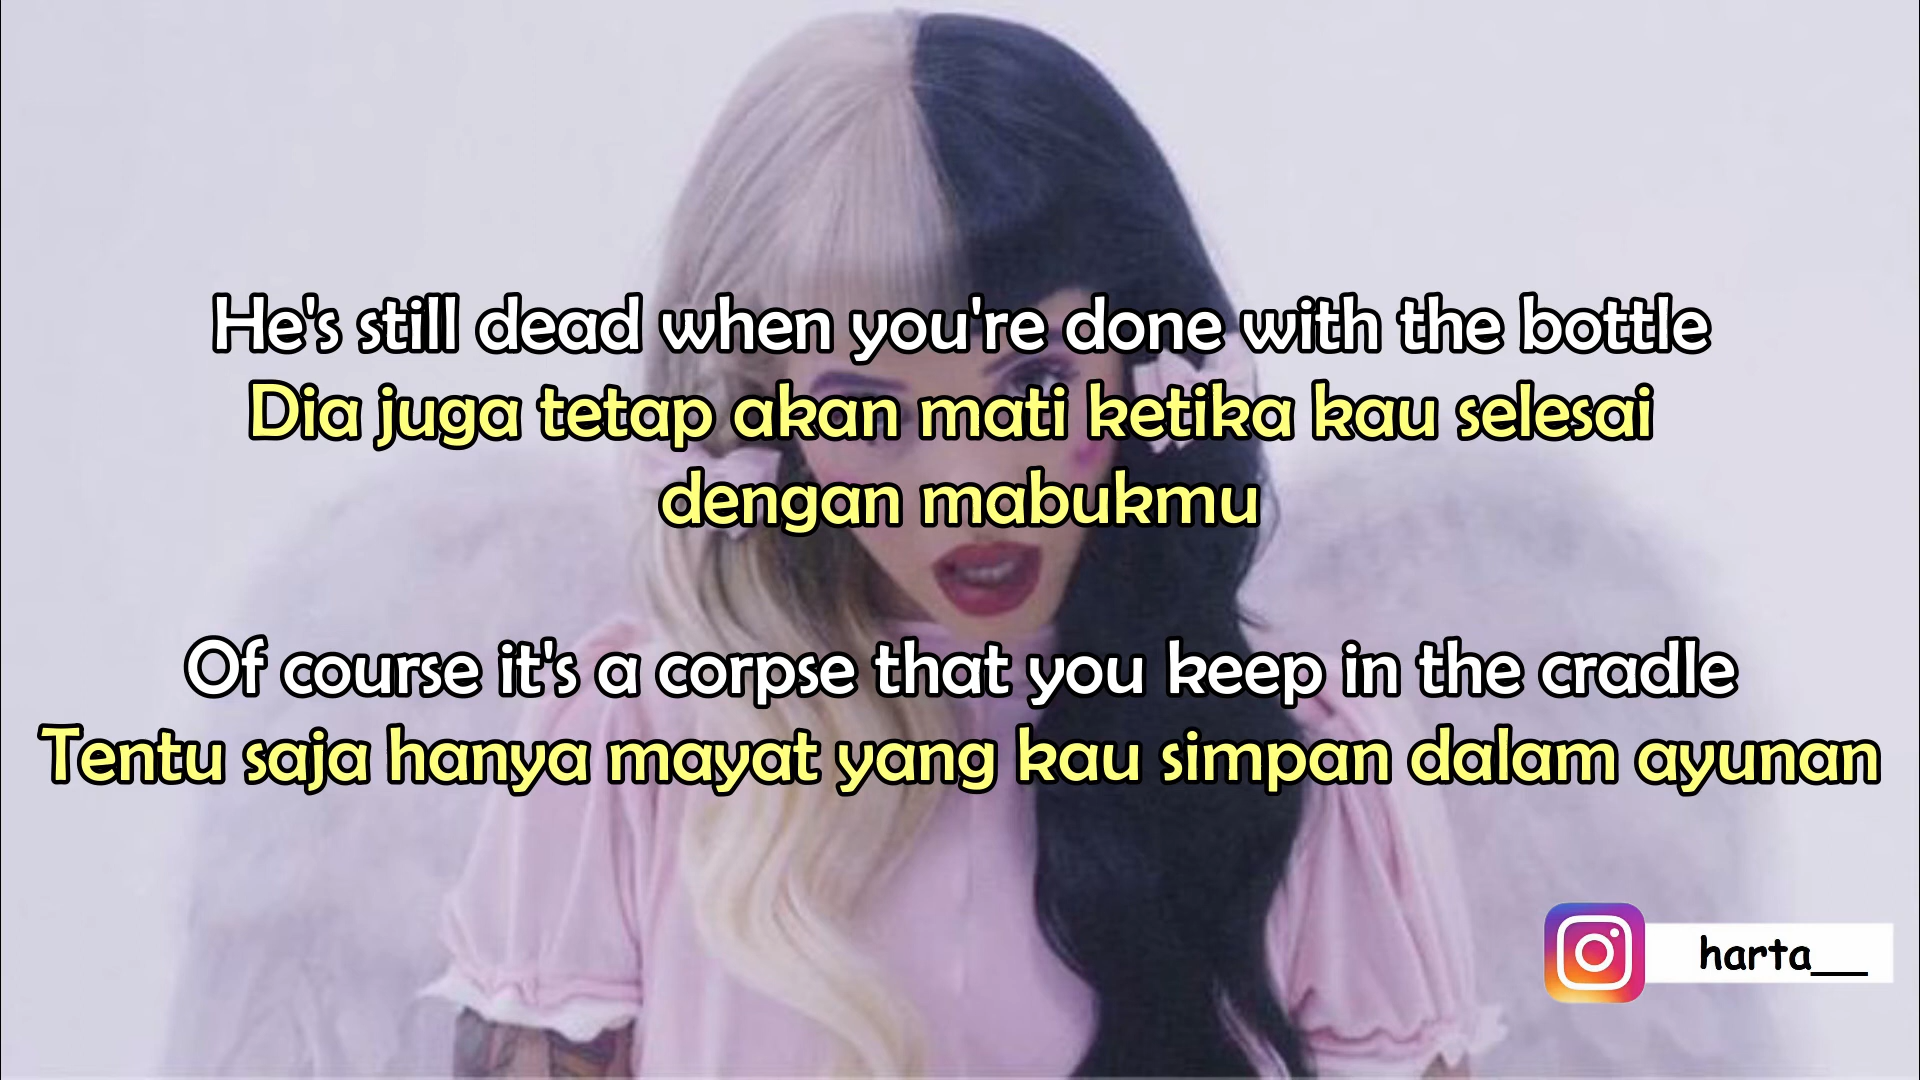 He's still dead when you're done with the bottle
Dia juga tetap akan mati ketika kau selesai
dengan mabukmu
Of course it's a corpse that you keep in the cradle
Tentu saja hanya mayat yang kau simpan dalam ayunan
harta__